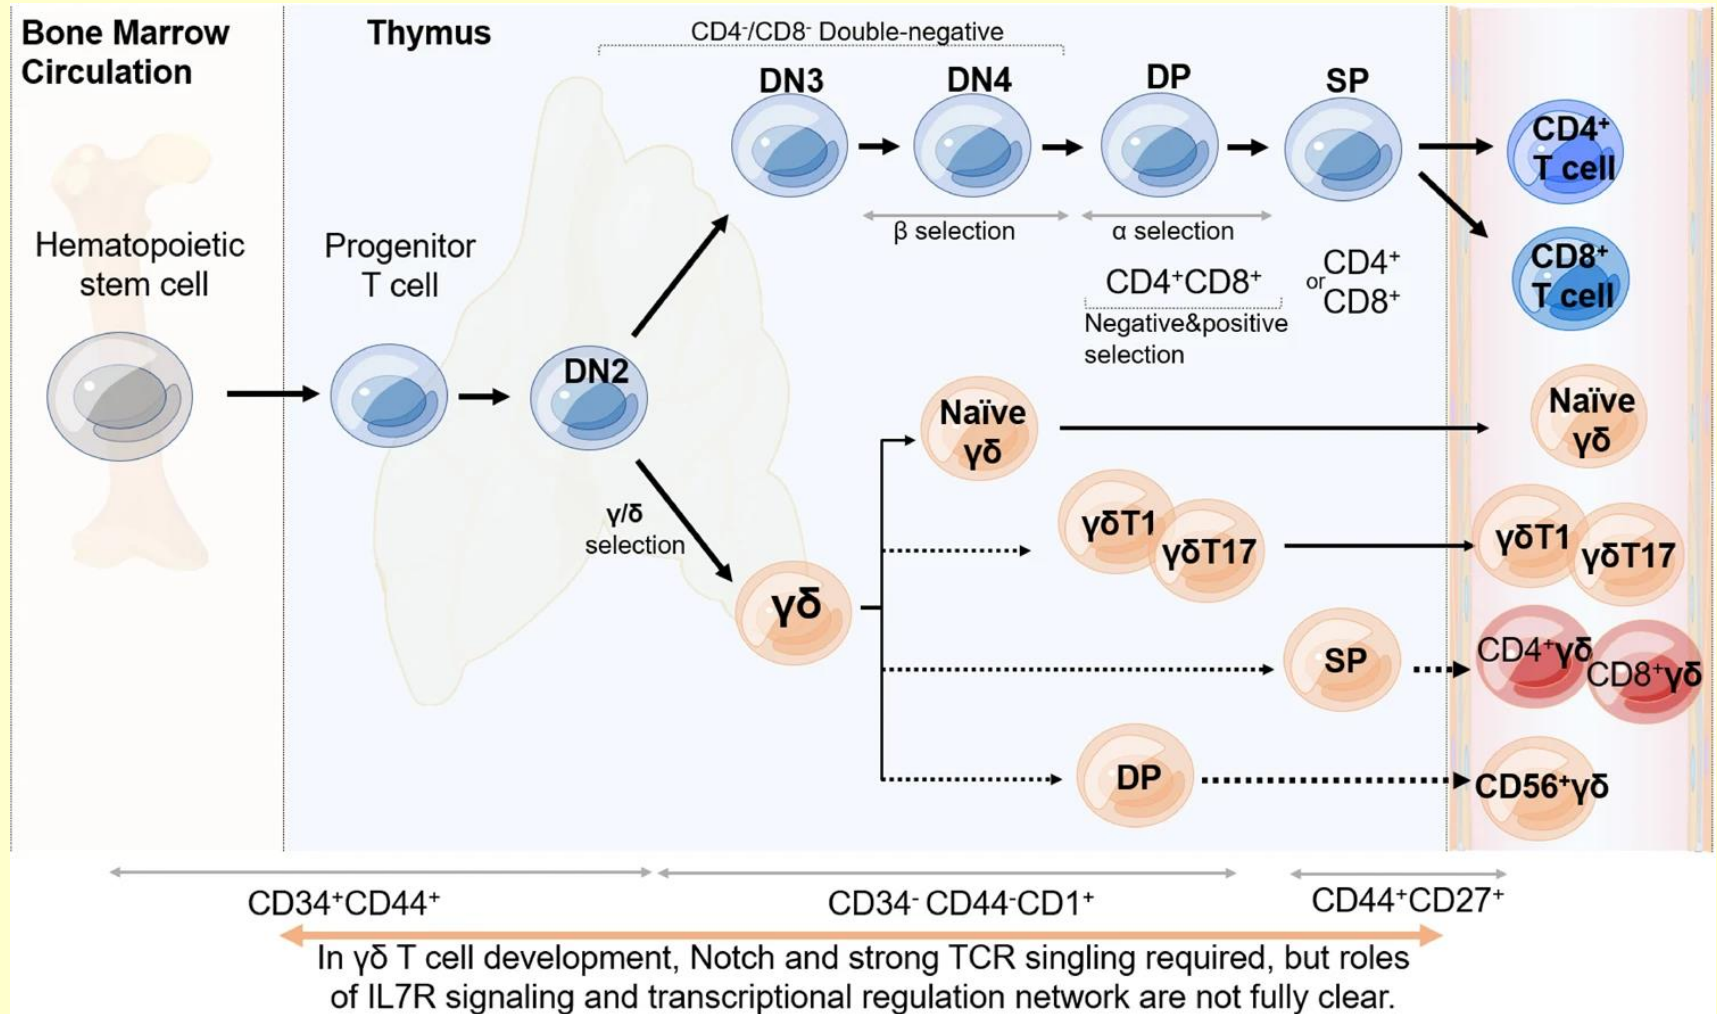 Bone Marrow
Circulation
Thymus
CD4⁻/CD8⁻ Double-negative
DN3
DN4
DP
SP
CD4⁺
T cell
β selection
α selection
CD4⁺CD8⁺
Negative&positive
selection
CD4⁺
or
CD8⁺
CD8⁺
T cell
Hematopoietic
stem cell
Progenitor
T cell
DN2
γ/δ
selection
γδ
Naïve
γδ
Naïve
γδ
γδT1
γδT17
γδT1
γδT17
SP
CD4⁺γδ
CD8⁺γδ
DP
CD56⁺γδ
CD34⁺CD44⁺
CD34⁻ CD44⁻CD1⁺
CD44⁺CD27⁺
In γδ T cell development, Notch and strong TCR singling required, but roles
of IL7R signaling and transcriptional regulation network are not fully clear.